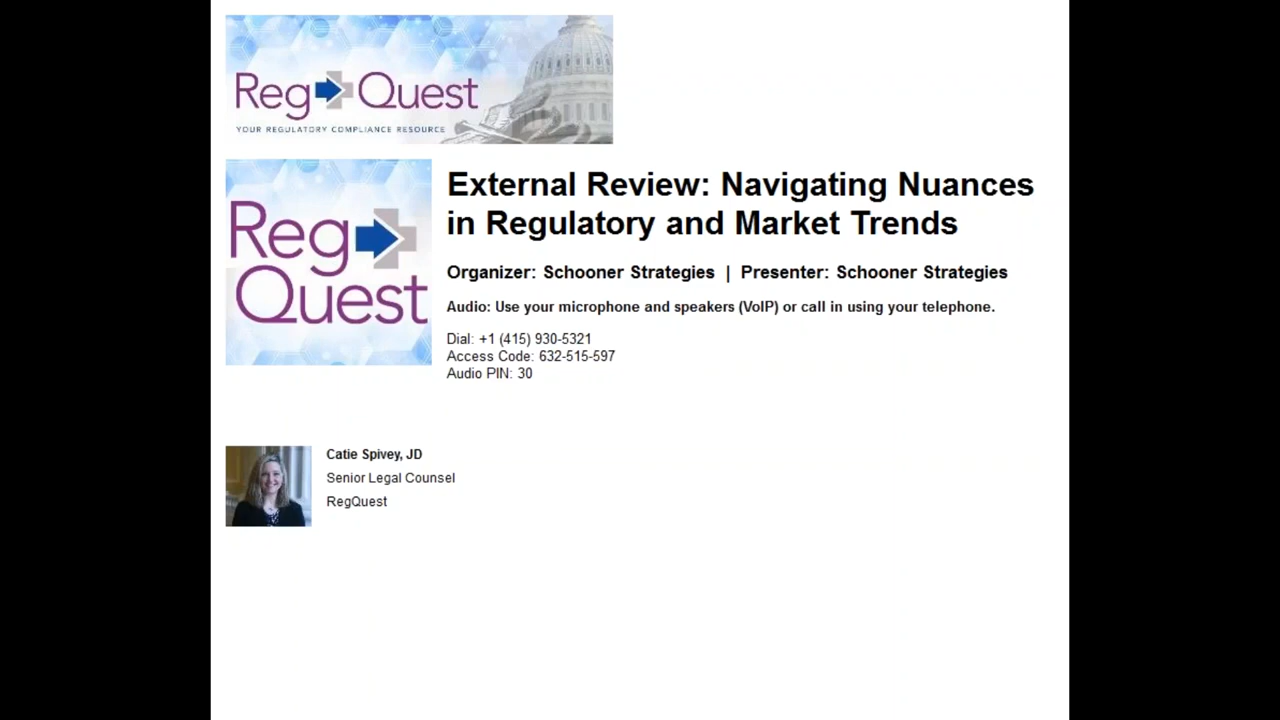 Reg Quest
YOUR REGULATORY COMPLIANCE RESOURCE
Reg
Quest
External Review: Navigating Nuances
in Regulatory and Market Trends
Organizer: Schooner Strategies | Presenter: Schooner Strategies
Audio: Use your microphone and speakers (VoIP) or call in using your telephone.
Dial: +1 (415) 930-5321
Access Code: 632-515-597
Audio PIN: 30
Catie Spivey, JD
Senior Legal Counsel
RegQuest